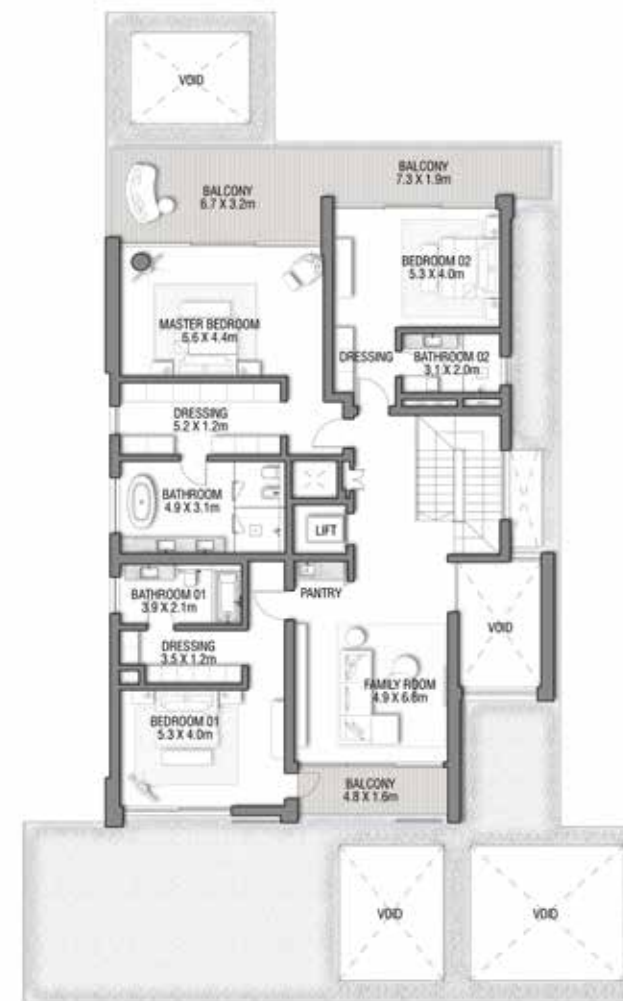 VOID
BALCONY
7.3 X 1.9m
BALCONY
6.7 X 3.2m
BEDROOM 02
5.3 X 4.0m
MASTER BEDROOM
6.6 X 4.4m
DRESSING
BATHROOM 02
3.1 X 2.0m
DRESSING
5.2 X 1.2m
BATHROOM
4.9 X 3.1m
LIFT
BATHROOM 01
3.9 X 2.1m
PANTRY
VOID
DRESSING
3.5 X 1.2m
FAMILY ROOM
4.9 X 6.6m
BEDROOM 01
5.3 X 4.0m
BALCONY
4.8 X 1.6m
VOID
VOID